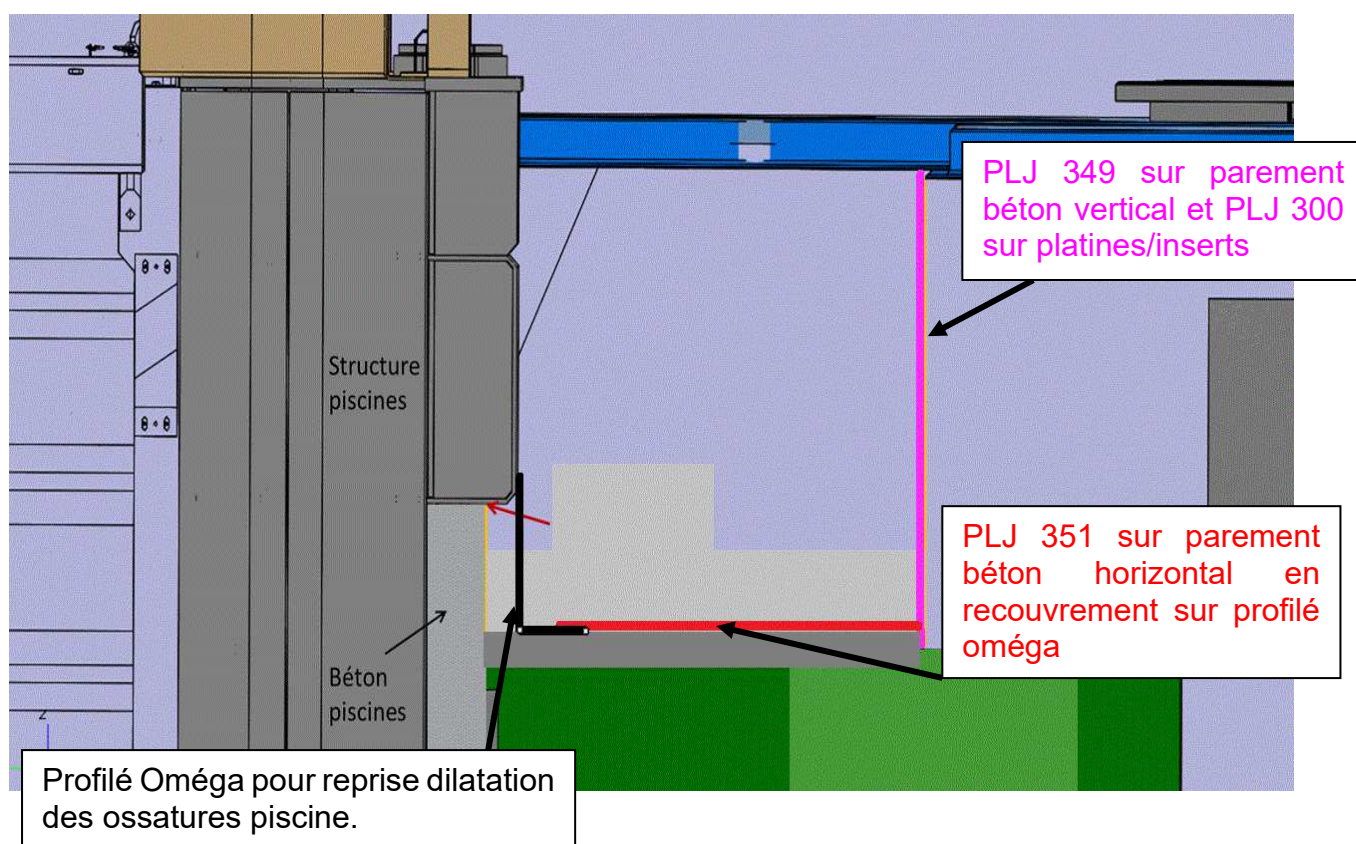 PLJ 349 sur parement
béton vertical et PLJ 300
sur platines/inserts
Structure
piscines
PLJ 351 sur parement
béton horizontal en
recouvrement sur profilé
oméga
Béton
piscines
Z
Profilé Oméga pour reprise dilatation
des ossatures piscine.